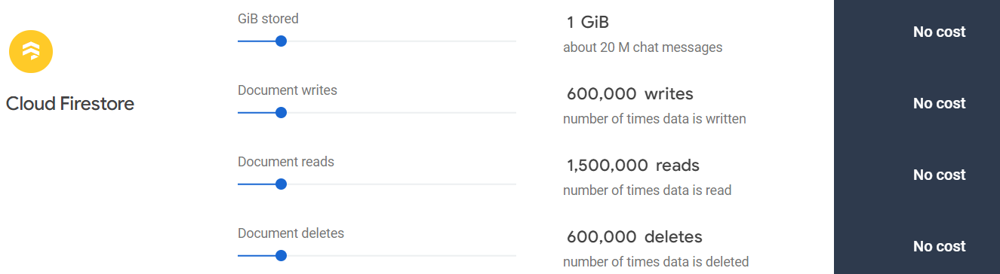 GiB stored
1 GiB
about 20 M chat messages
No cost
Cloud Firestore
Document writes
600,000 writes
number of times data is written
No cost
Document reads
1,500,000 reads
number of times data is read
No cost
Document deletes
600,000 deletes
number of times data is deleted
No cost